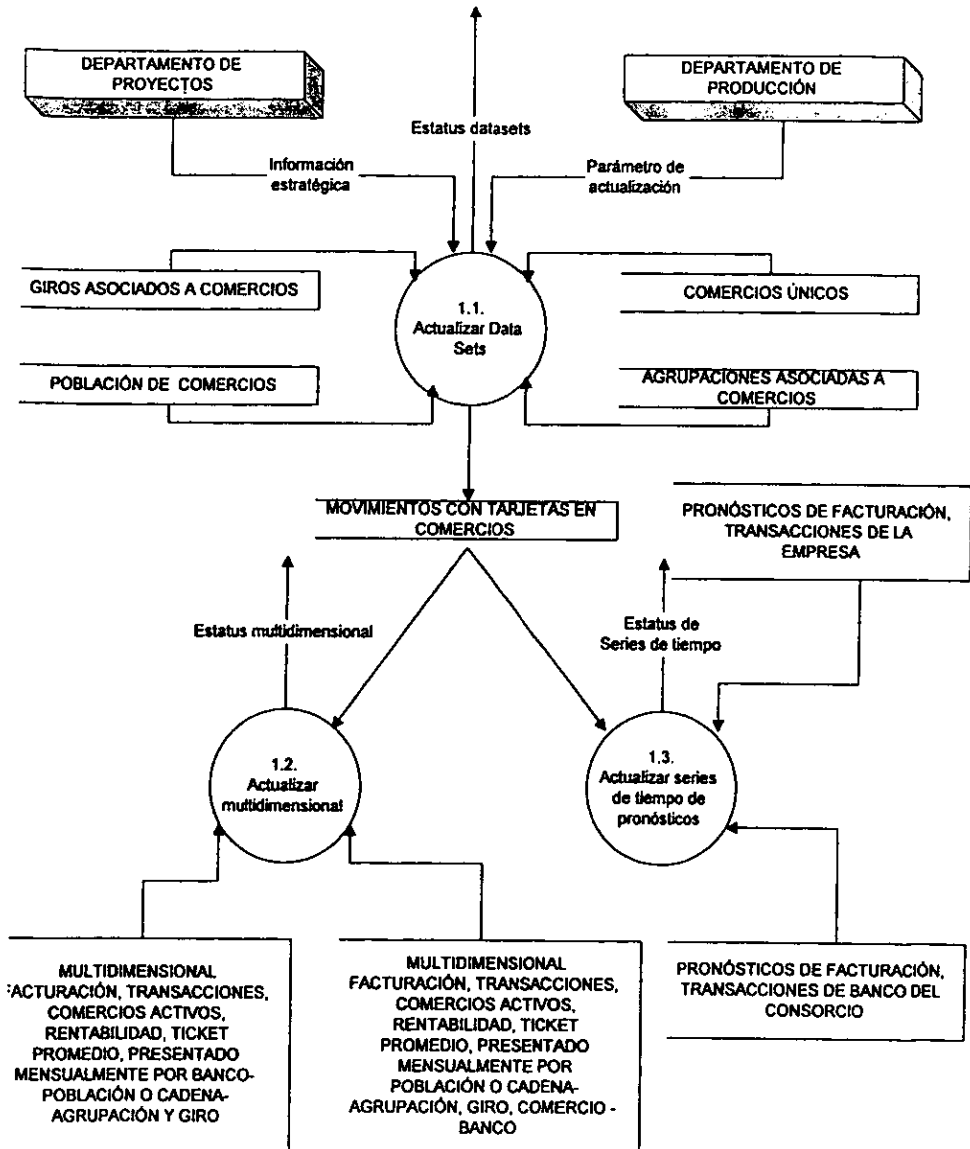 DEPARTAMENTO DE
PROYECTOS
DEPARTAMENTO DE
PRODUCCIÓN
Estatus datasets
Información
estratégica
Parámetro de
actualización
GIROS ASOCIADOS A COMERCIOS
1.1.
Actualizar Data
Sets
COMERCIOS ÚNICOS
POBLACIÓN DE COMERCIOS
AGRUPACIONES ASOCIADAS A
COMERCIOS
MOVIMIENTOS CON TARJETAS EN
COMERCIOS
PRONÓSTICOS DE FACTURACIÓN,
TRANSACCIONES DE LA
EMPRESA
Estatus multidimensional
Estatus de
Series de tiempo
1.2.
Actualizar
multidimensional
1.3.
Actualizar series
de tiempo de
pronósticos
MULTIDIMENSIONAL
FACTURACIÓN, TRANSACCIONES,
COMERCIOS ACTIVOS,
RENTABILIDAD, TICKET
PROMEDIO, PRESENTADO
MENSUALMENTE POR BANCO-
POBLACIÓN O CADENA-
AGRUPACIÓN Y GIRO
MULTIDIMENSIONAL
FACTURACIÓN, TRANSACCIONES,
COMERCIOS ACTIVOS,
RENTABILIDAD, TICKET
PROMEDIO, PRESENTADO
MENSUALMENTE POR
POBLACIÓN O CADENA-
AGRUPACIÓN, GIRO, COMERCIO -
BANCO
PRONÓSTICOS DE FACTURACIÓN,
TRANSACCIONES DE BANCO DEL
CONSORCIO